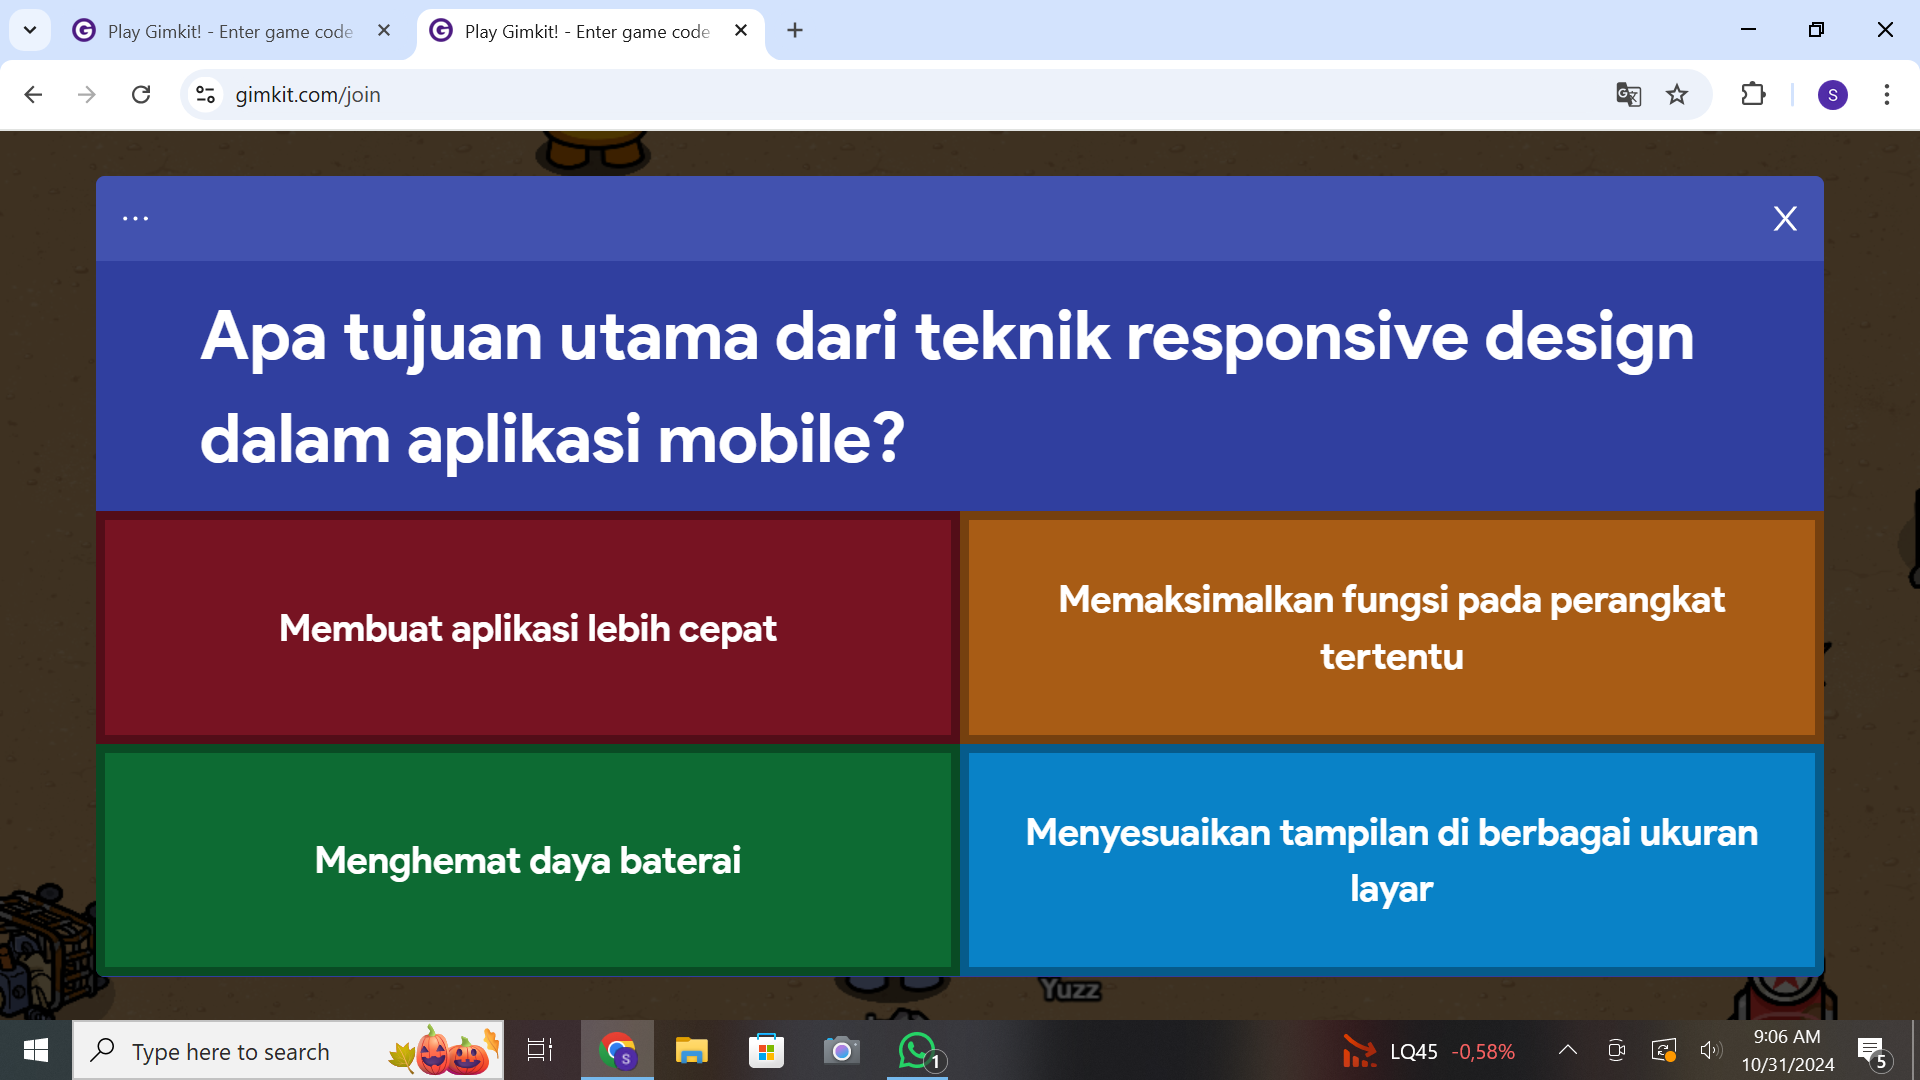 Play Gimkit! - Enter game code
Play Gimkit! - Enter game code
gimkit.com/join
S
...
X
Apa tujuan utama dari teknik responsive design
dalam aplikasi mobile?
Membuat aplikasi lebih cepat
Memaksimalkan fungsi pada perangkat
tertentu
Menghemat daya baterai
Menyesuaikan tampilan di berbagai ukuran
layar
Yuzz
Type here to search
S
1
LQ45 -0,58%
9:06 AM
10/31/2024
5